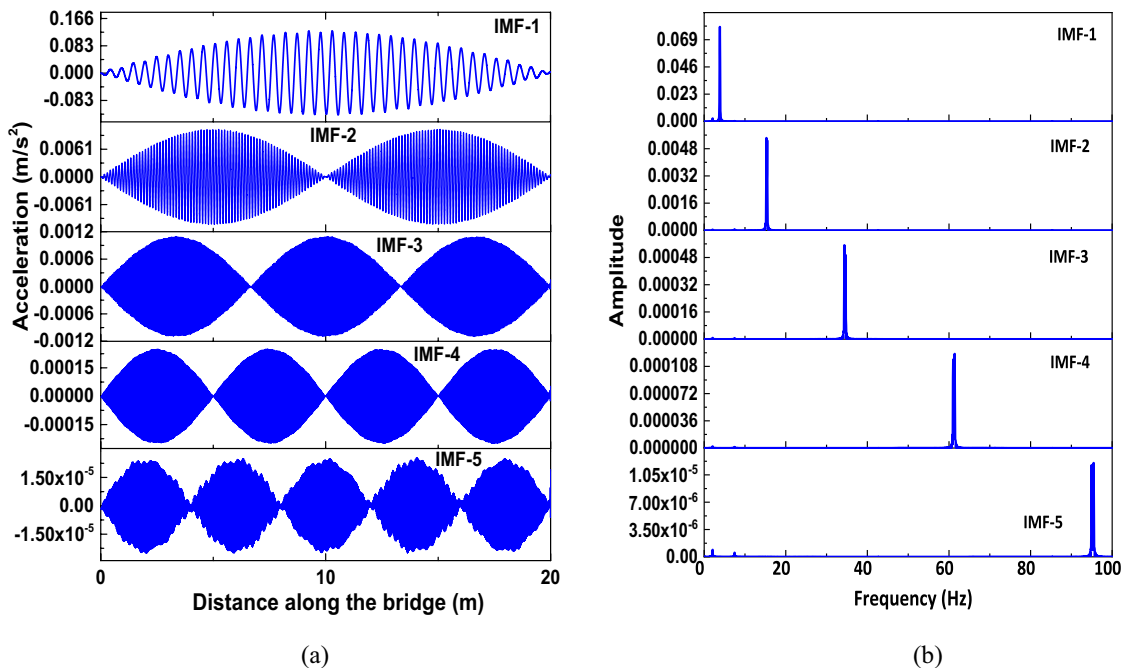 0.166
0.083
0.000
-0.083
IMF-1
0.0061
0.0000
-0.0061
IMF-2
0.0012
0.0006
0.0000
-0.0006
-0.0012
IMF-3
0.00015
0.00000
-0.00015
IMF-4
1.50x10⁻⁵
0.00
-1.50x10⁻⁵
IMF-5
Acceleration (m/s²)
0 10 20
Distance along the bridge (m)
(a)
0.069
0.046
0.023
0.000
IMF-1
0.0048
0.0032
0.0016
0.0000
IMF-2
0.00048
0.00032
0.00016
0.00000
IMF-3
0.000108
0.000072
0.000036
0.000000
IMF-4
1.05x10⁻⁵
7.00x10⁻⁶
3.50x10⁻⁶
0.00
IMF-5
Amplitude
0 20 40 60 80 100
Frequency (Hz)
(b)